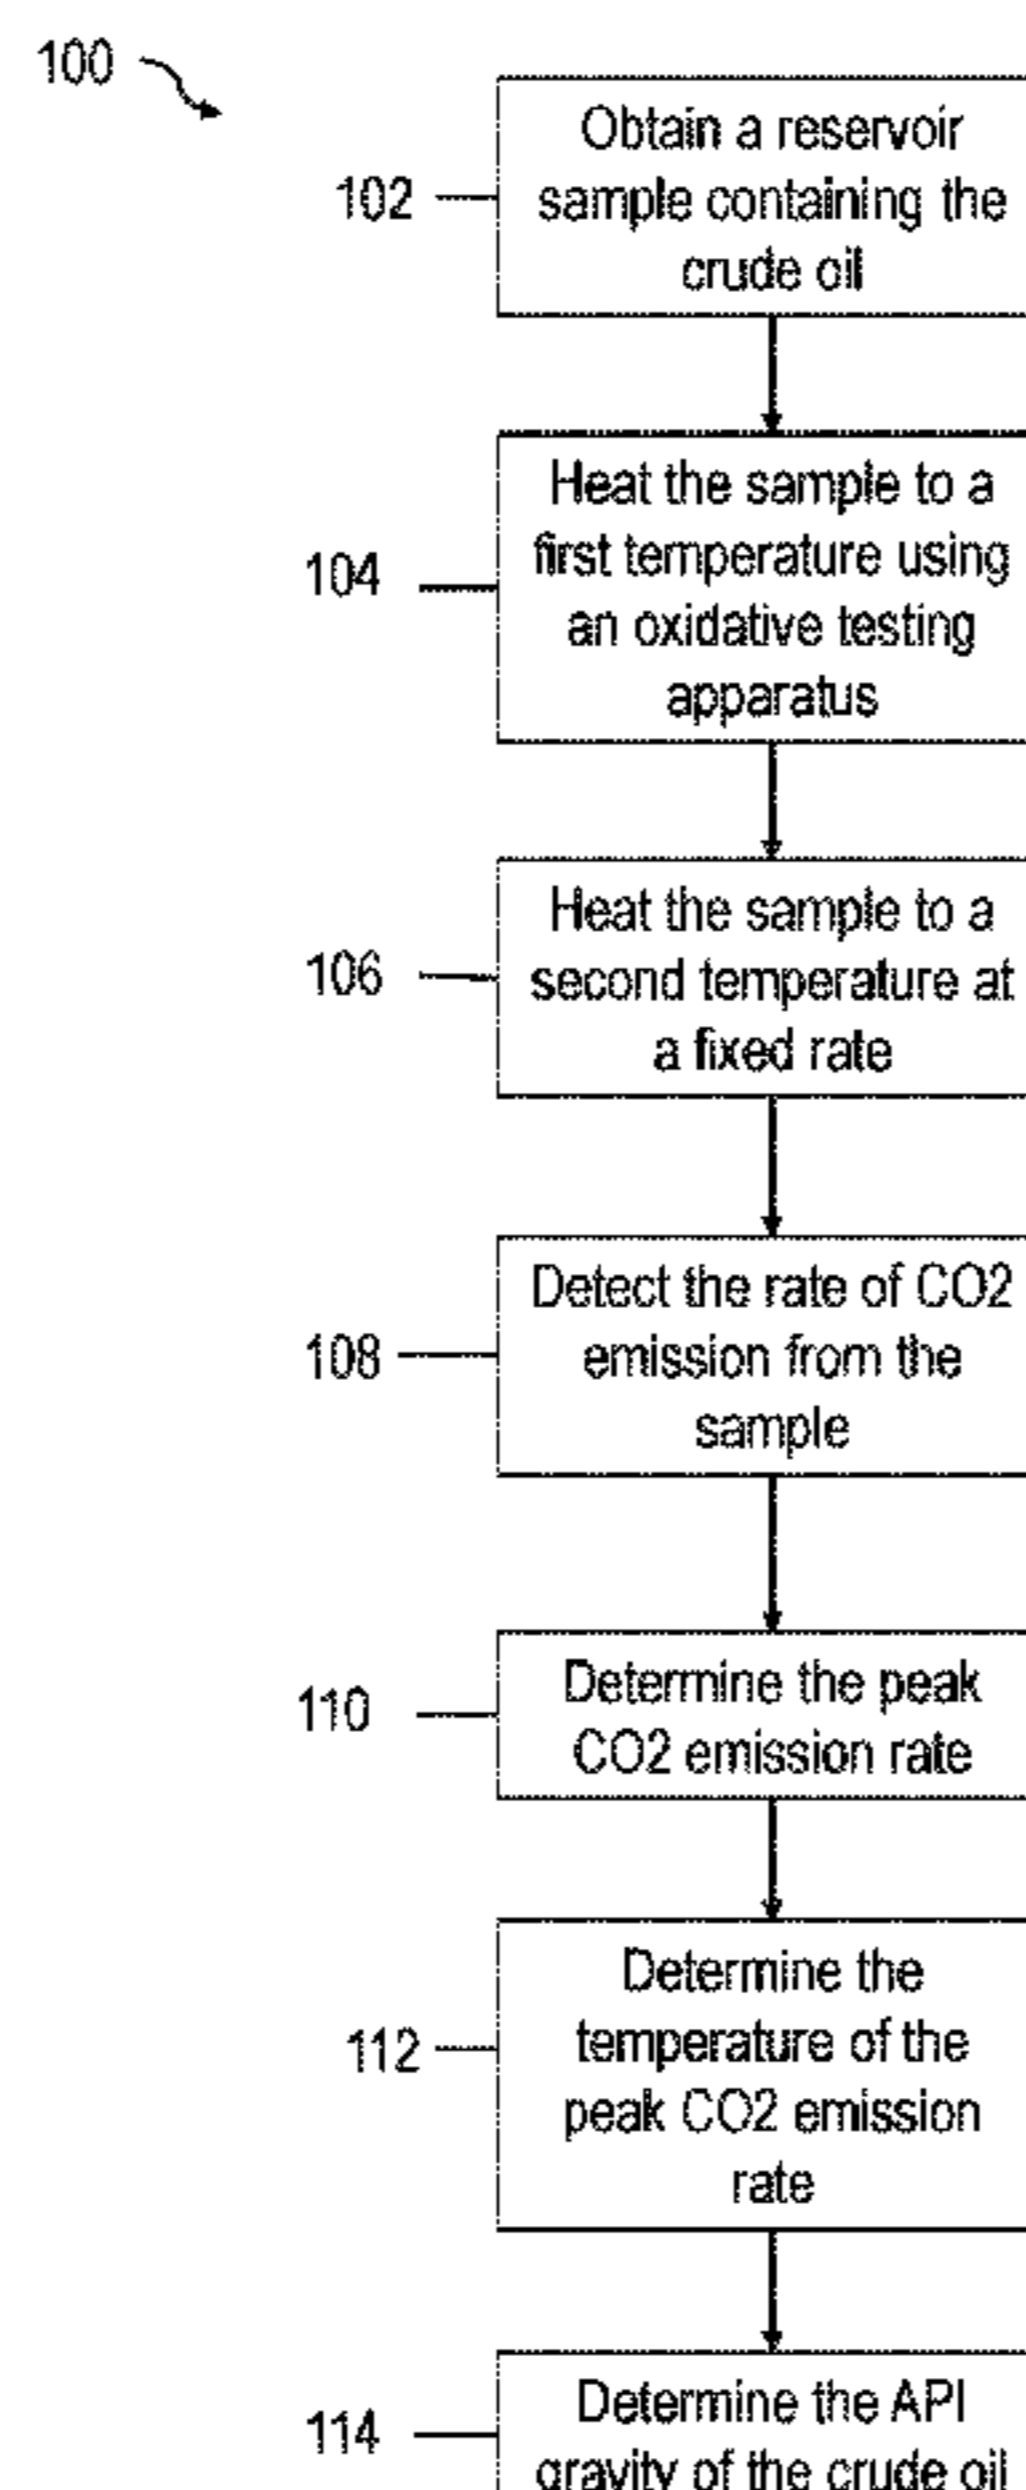 100
102
Obtain a reservoir
sample containing the
crude oil
104
Heat the sample to a
first temperature using
an oxidative testing
apparatus
106
Heat the sample to a
second temperature at
a fixed rate
108
Detect the rate of CO2
emission from the
sample
110
Determine the peak
CO2 emission rate
112
Determine the
temperature of the
peak CO2 emission
rate
114
Determine the API
gravity of the crude oil